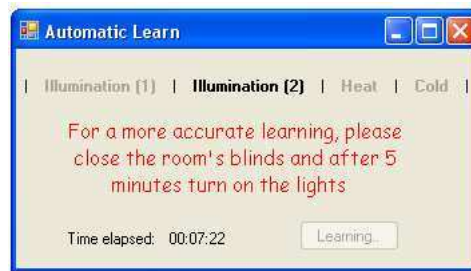 Automatic Learn
| Illumination (1) | Illumination (2) | Heat | Cold |
For a more accurate learning, please
close the room's blinds and after 5
minutes turn on the lights
Time elapsed: 00:07:22 Learning...